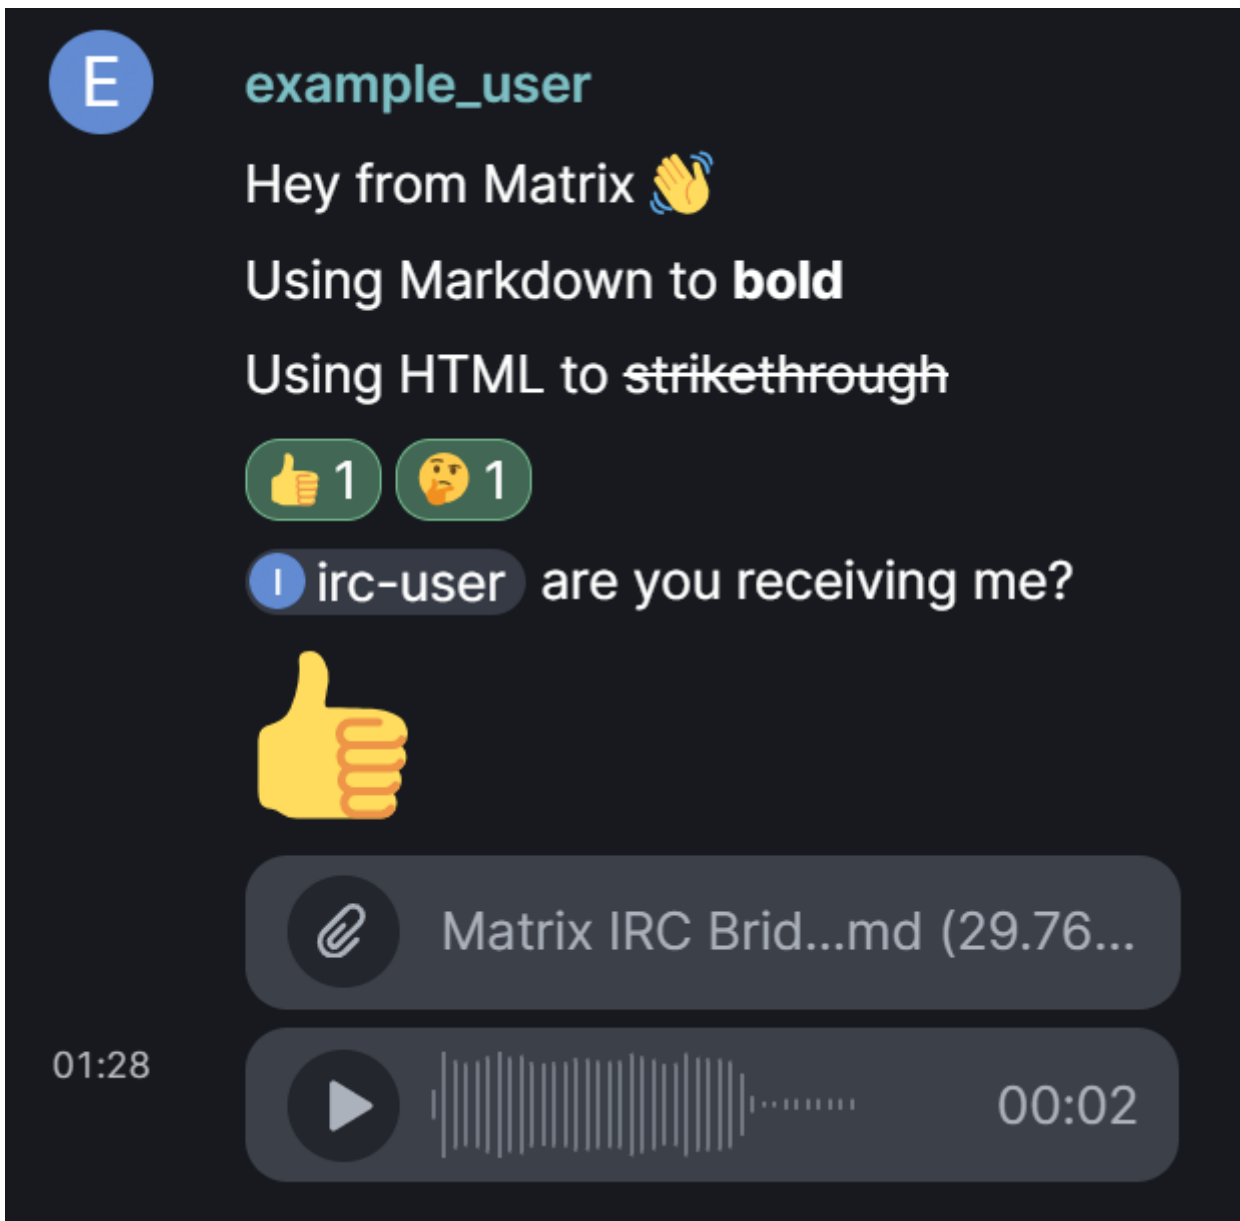 E
example_user
Hey from Matrix 👋
Using Markdown to bold
Using HTML to strikethrough
👍 1 🤔 1
I irc-user are you receiving me?
👍
Matrix IRC Brid...md (29.76...
01:28 00:02